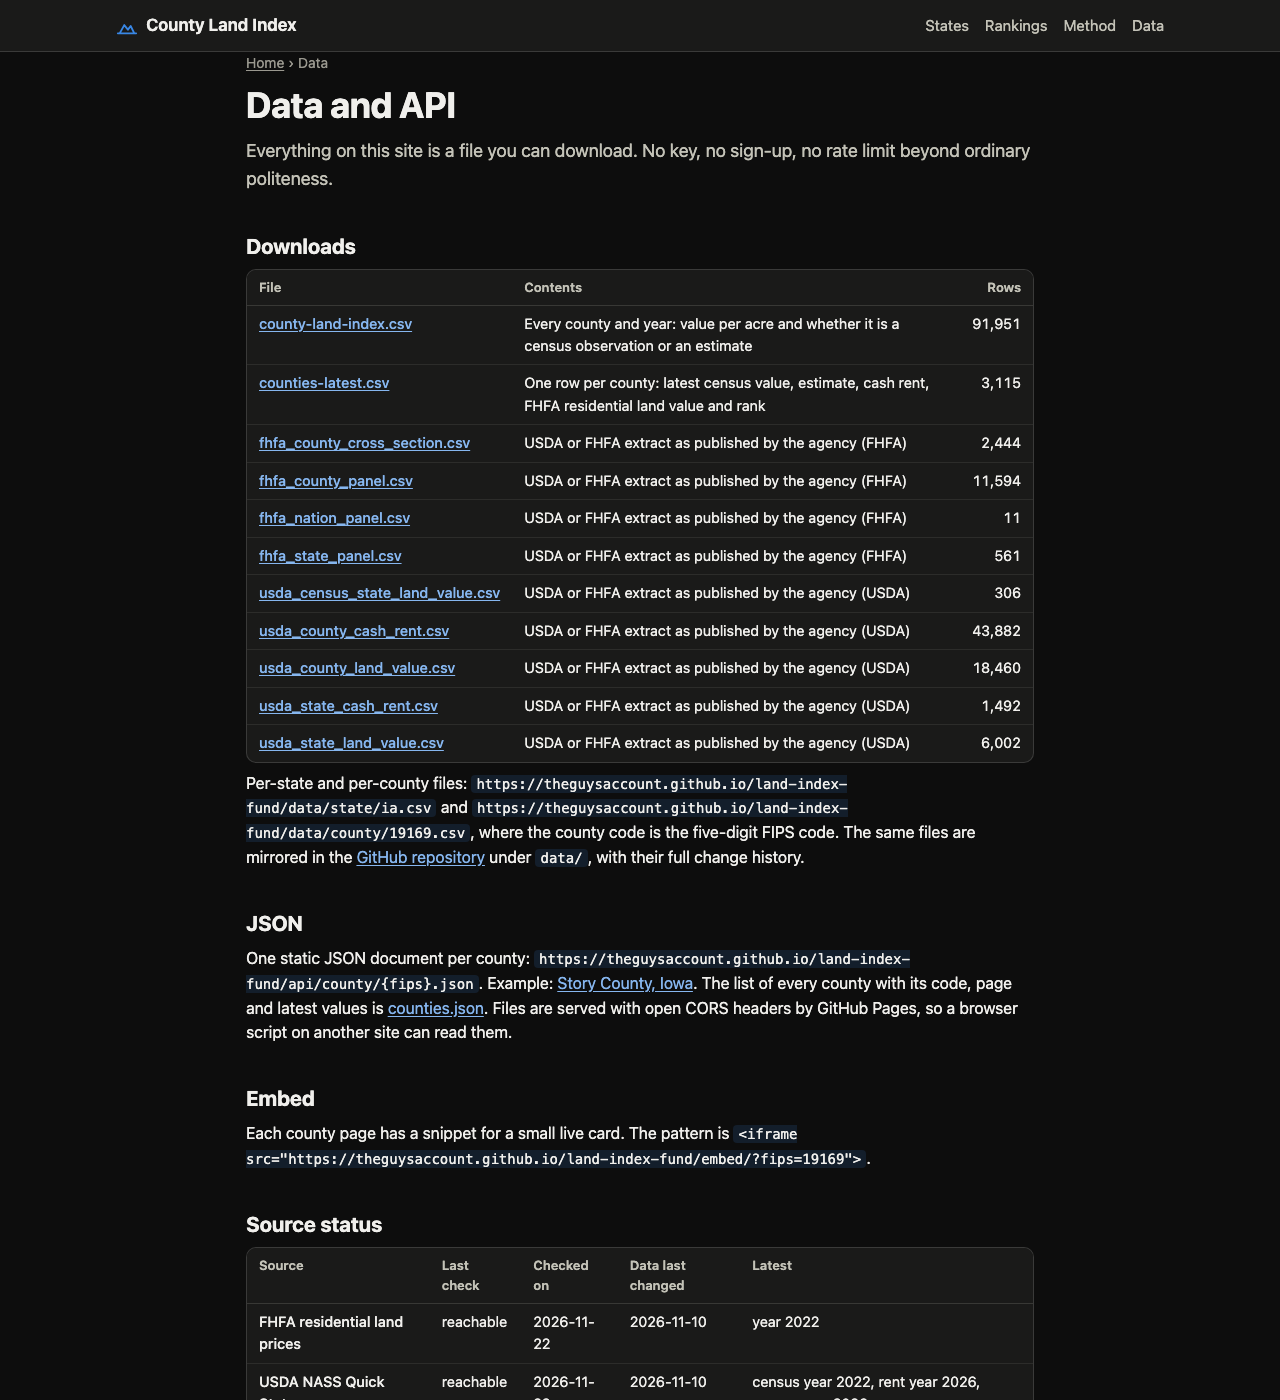 County Land Index
States Rankings Method Data
Home › Data
Data and API
Everything on this site is a file you can download. No key, no sign-up, no rate limit beyond ordinary
politeness.
Downloads
File Contents Rows
county-land-index.csv Every county and year: value per acre and whether it is a 91,951
census observation or an estimate
counties-latest.csv One row per county: latest census value, estimate, cash rent, 3,115
FHFA residential land value and rank
fhfa_county_cross_section.csv USDA or FHFA extract as published by the agency (FHFA) 2,444
fhfa_county_panel.csv USDA or FHFA extract as published by the agency (FHFA) 11,594
fhfa_nation_panel.csv USDA or FHFA extract as published by the agency (FHFA) 11
fhfa_state_panel.csv USDA or FHFA extract as published by the agency (FHFA) 561
usda_census_state_land_value.csv USDA or FHFA extract as published by the agency (USDA) 306
usda_county_cash_rent.csv USDA or FHFA extract as published by the agency (USDA) 43,882
usda_county_land_value.csv USDA or FHFA extract as published by the agency (USDA) 18,460
usda_state_cash_rent.csv USDA or FHFA extract as published by the agency (USDA) 1,492
usda_state_land_value.csv USDA or FHFA extract as published by the agency (USDA) 6,002
Per-state and per-county files: https://theguysaccount.github.io/land-index-
fund/data/state/ia.csv and https://theguysaccount.github.io/land-index-
fund/data/county/19169.csv, where the county code is the five-digit FIPS code. The same files are
mirrored in the GitHub repository under data/, with their full change history.
JSON
One static JSON document per county: https://theguysaccount.github.io/land-index-
fund/api/county/{fips}.json. Example: Story County, Iowa. The list of every county with its code, page
and latest values is counties.json. Files are served with open CORS headers by GitHub Pages, so a browser
script on another site can read them.
Embed
Each county page has a snippet for a small live card. The pattern is <iframe
src="https://theguysaccount.github.io/land-index-fund/embed/?fips=19169">.
Source status
Source Last check Checked on Data last changed Latest
FHFA residential land reachable 2026-11- 2026-11-10 year 2022
prices 22
USDA NASS Quick reachable 2026-11- 2026-11-10 census year 2022, rent year 2026,